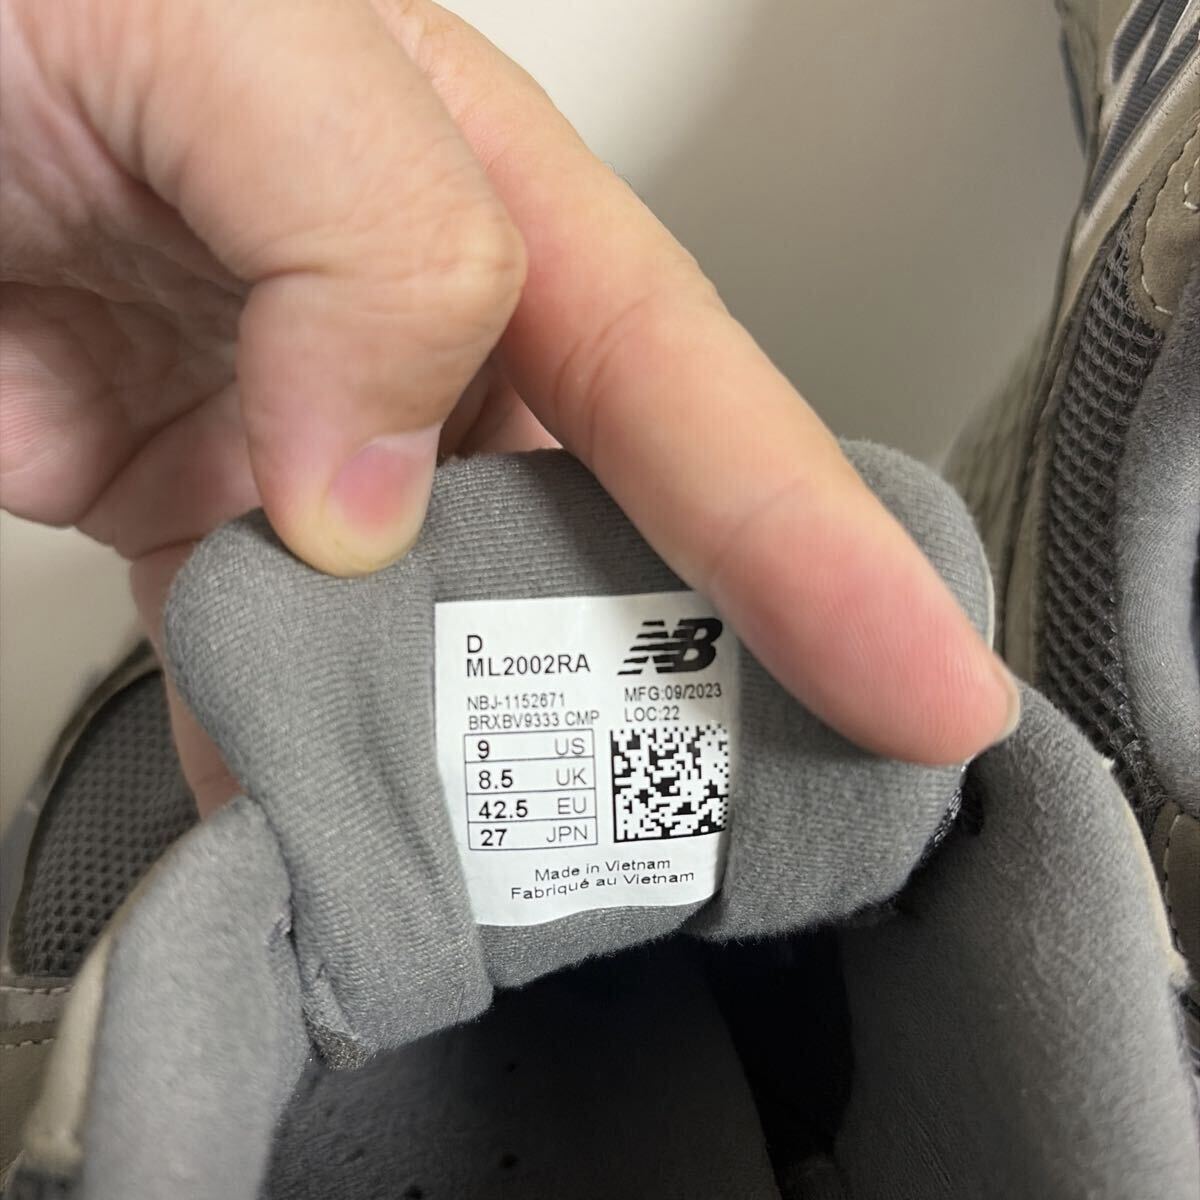 D
ML2002RA
NB
NBJ-1152671
BRXBV9333 CMP
MFG:09/2023
LOC:22
9 US
8.5 UK
42.5 EU
27 JPN
Made in Vietnam
Fabriqué au Vietnam